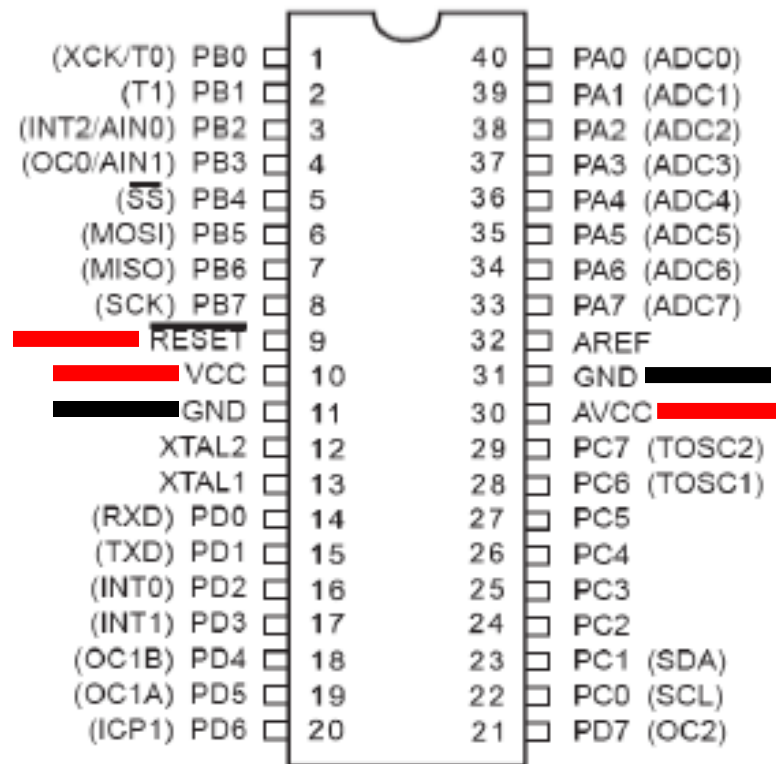 (XCK/T0) PB0 1 40 PA0 (ADC0)
(T1) PB1 2 39 PA1 (ADC1)
(INT2/AIN0) PB2 3 38 PA2 (ADC2)
(OC0/AIN1) PB3 4 37 PA3 (ADC3)
(SS) PB4 5 36 PA4 (ADC4)
(MOSI) PB5 6 35 PA5 (ADC5)
(MISO) PB6 7 34 PA6 (ADC6)
(SCK) PB7 8 33 PA7 (ADC7)
RESET 9 32 AREF
VCC 10 31 GND
GND 11 30 AVCC
XTAL2 12 29 PC7 (TOSC2)
XTAL1 13 28 PC6 (TOSC1)
(RXD) PD0 14 27 PC5
(TXD) PD1 15 26 PC4
(INT0) PD2 16 25 PC3
(INT1) PD3 17 24 PC2
(OC1B) PD4 18 23 PC1 (SDA)
(OC1A) PD5 19 22 PC0 (SCL)
(ICP1) PD6 20 21 PD7 (OC2)